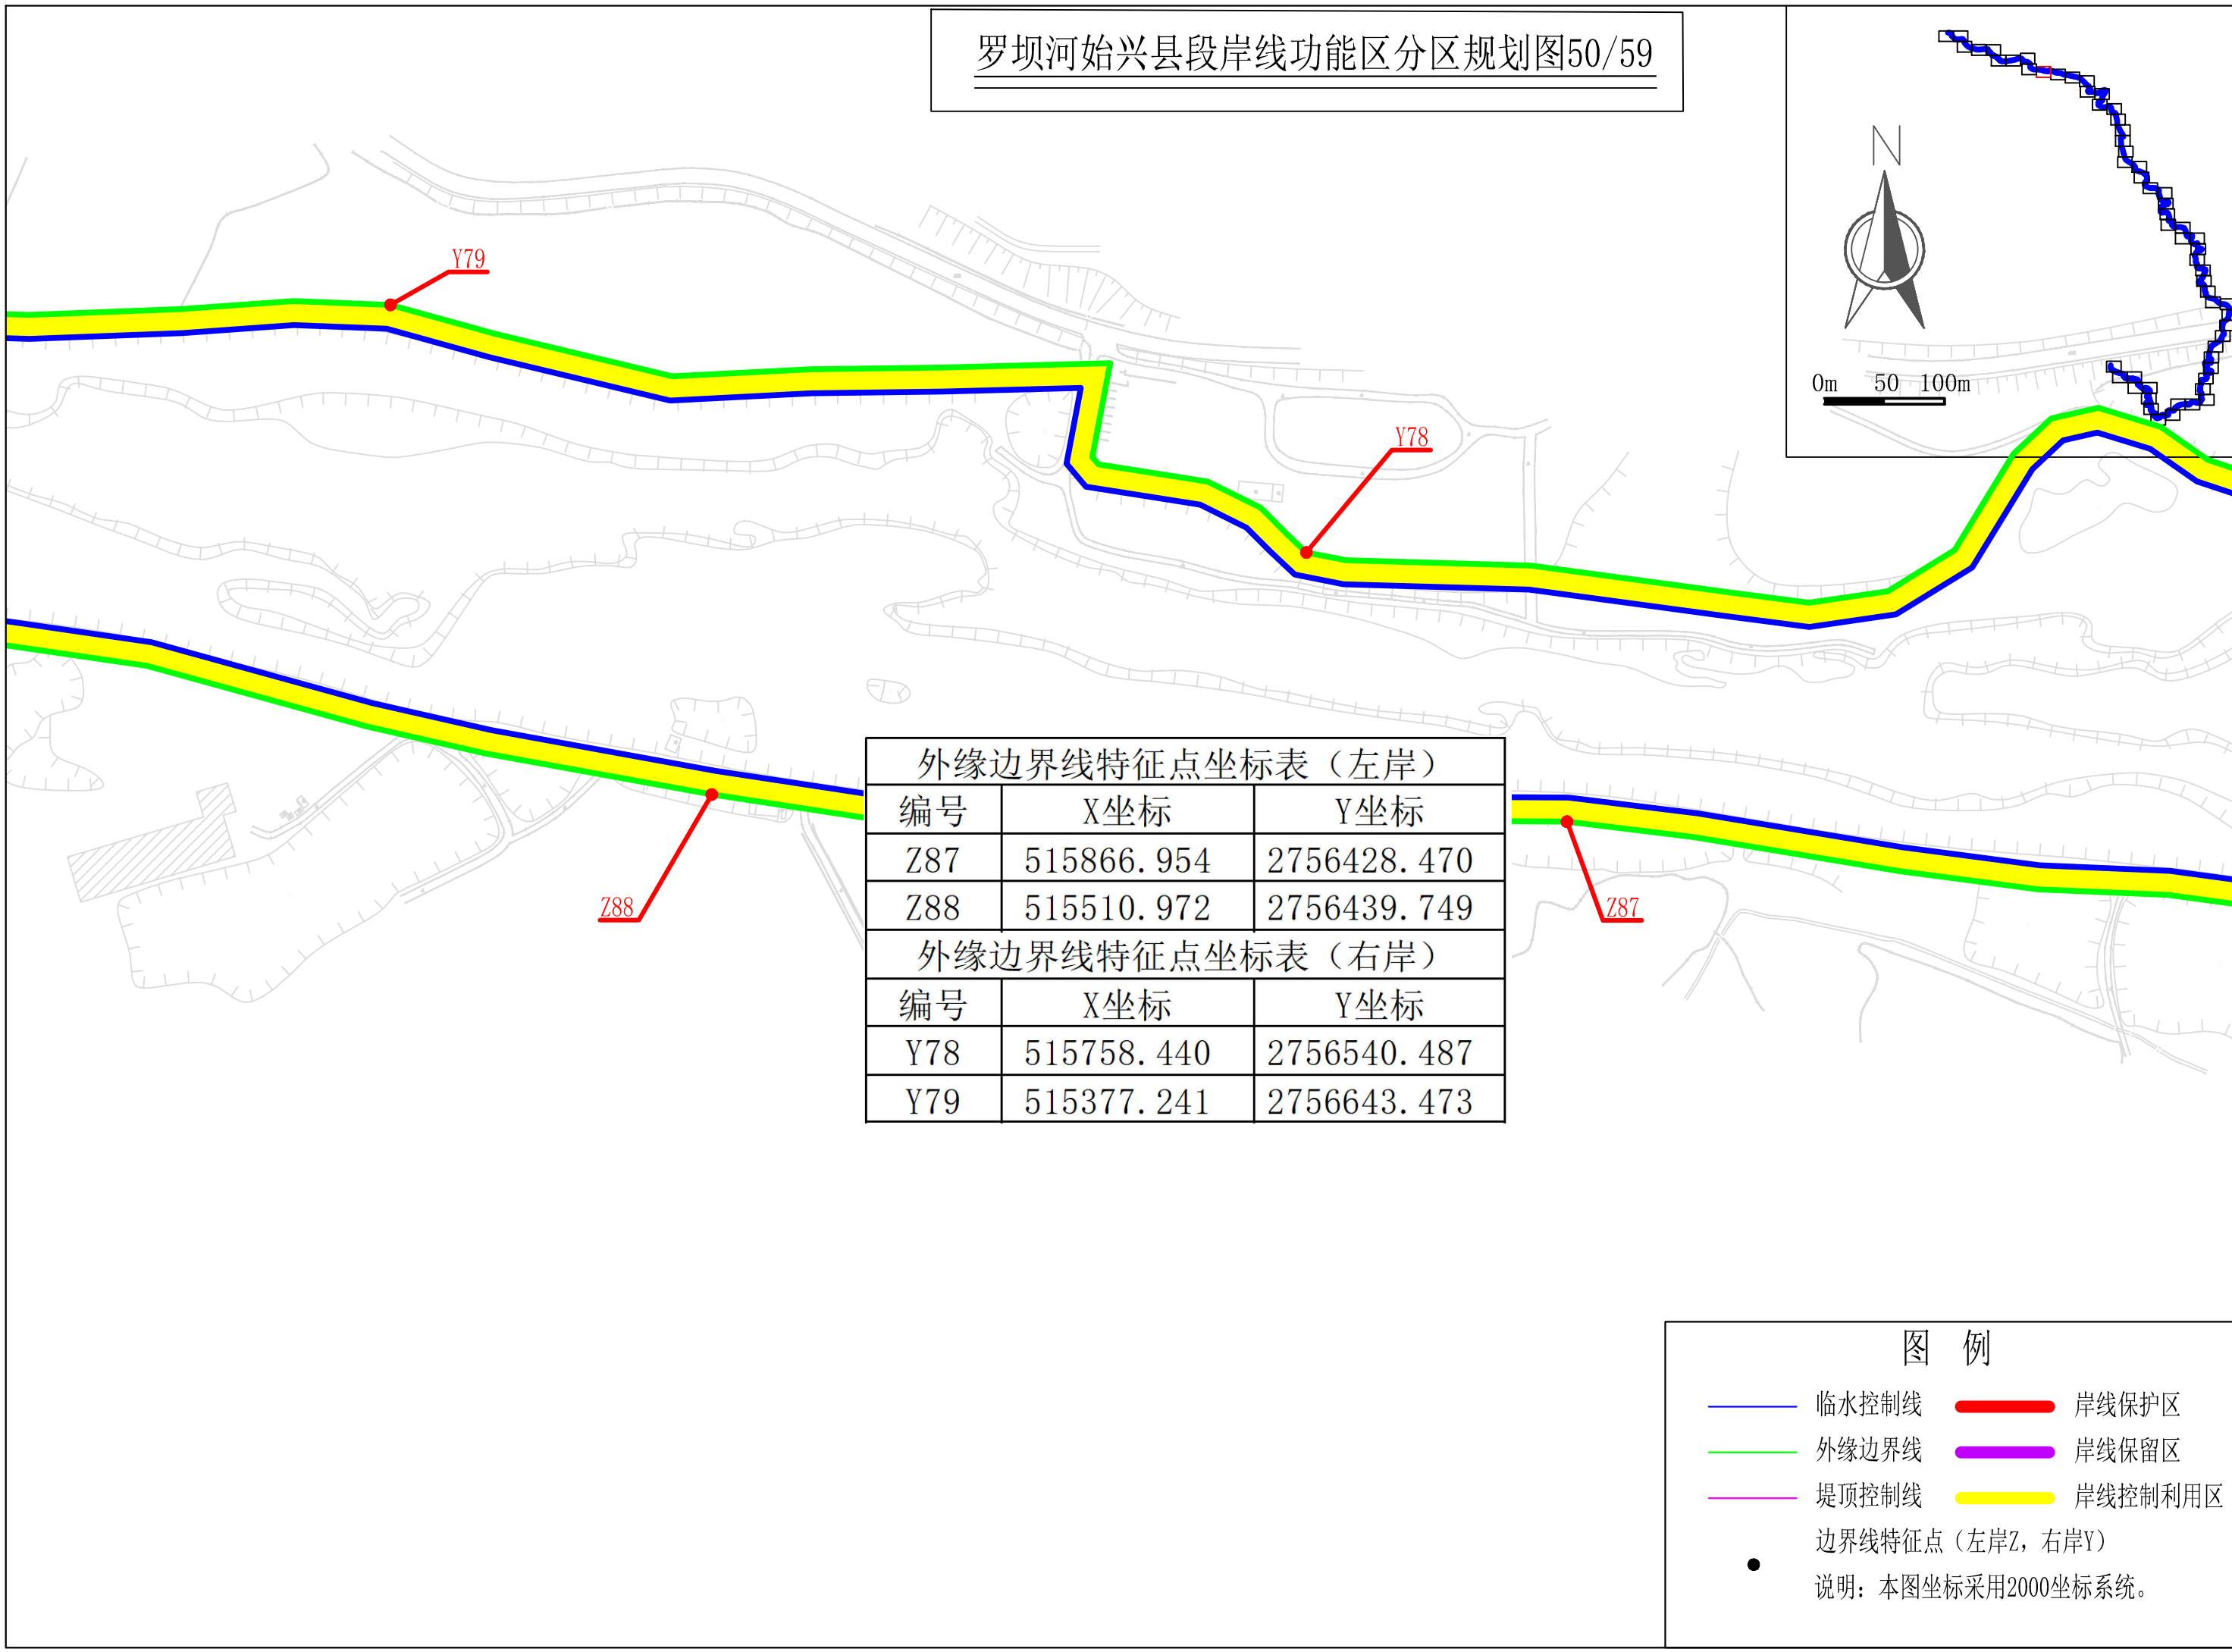 罗坝河始兴县段岸线功能区分区规划图50/59
N
0m 50 100m
Y79
Y78
Z88
Z87
外缘边界线特征点坐标表（左岸）
编号 X坐标 Y坐标
Z87 515866.954 2756428.470
Z88 515510.972 2756439.749
外缘边界线特征点坐标表（右岸）
编号 X坐标 Y坐标
Y78 515758.440 2756540.487
Y79 515377.241 2756643.473
图 例
临水控制线 岸线保护区
外缘边界线 岸线保留区
堤顶控制线 岸线控制利用区
边界线特征点（左岸Z，右岸Y）
说明：本图坐标采用2000坐标系统。